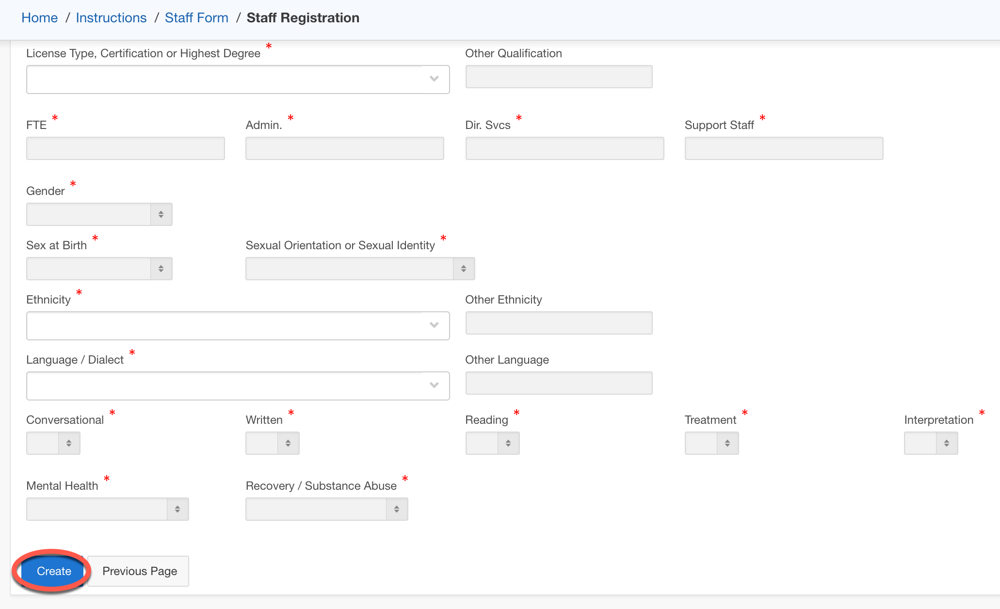 Home / Instructions / Staff Form / Staff Registration
License Type, Certification or Highest Degree * Other Qualification
FTE * Admin. * Dir. Svcs * Support Staff *
Gender *
Sex at Birth * Sexual Orientation or Sexual Identity *
Ethnicity * Other Ethnicity
Language / Dialect * Other Language
Conversational * Written * Reading * Treatment * Interpretation *
Mental Health * Recovery / Substance Abuse *
Create Previous Page